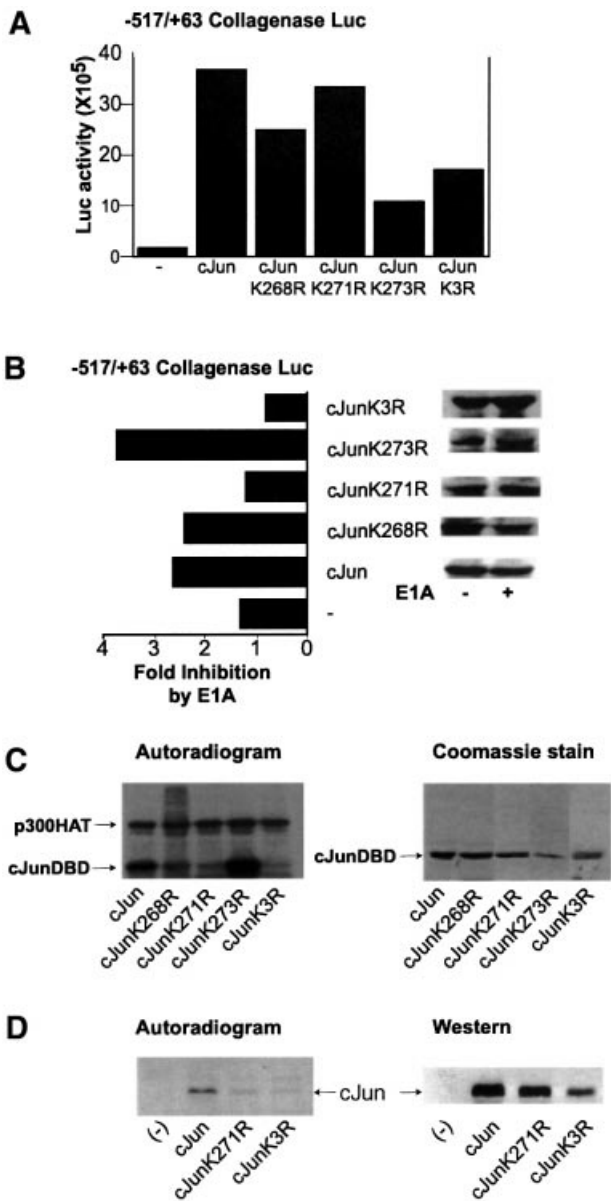 A
-517/+63 Collagenase Luc
Luc activity (X10⁵)
40
30
20
10
0
- cJun cJun cJun cJun cJun
K268R K271R K273R K3R
B
-517/+63 Collagenase Luc
cJunK3R
cJunK273R
cJunK271R
cJunK268R
cJun
E1A - +
-
4 3 2 1 0
Fold Inhibition
by E1A
C
Autoradiogram Coomassie stain
p300HAT
cJunDBD cJunDBD
cJun cJunK268R cJunK271R cJunK273R cJunK3R
cJun cJunK268R cJunK271R cJunK273R cJunK3R
D
Autoradiogram Western
cJun
(-) cJun cJunK271R cJunK3R
(-) cJun cJunK271R cJunK3R